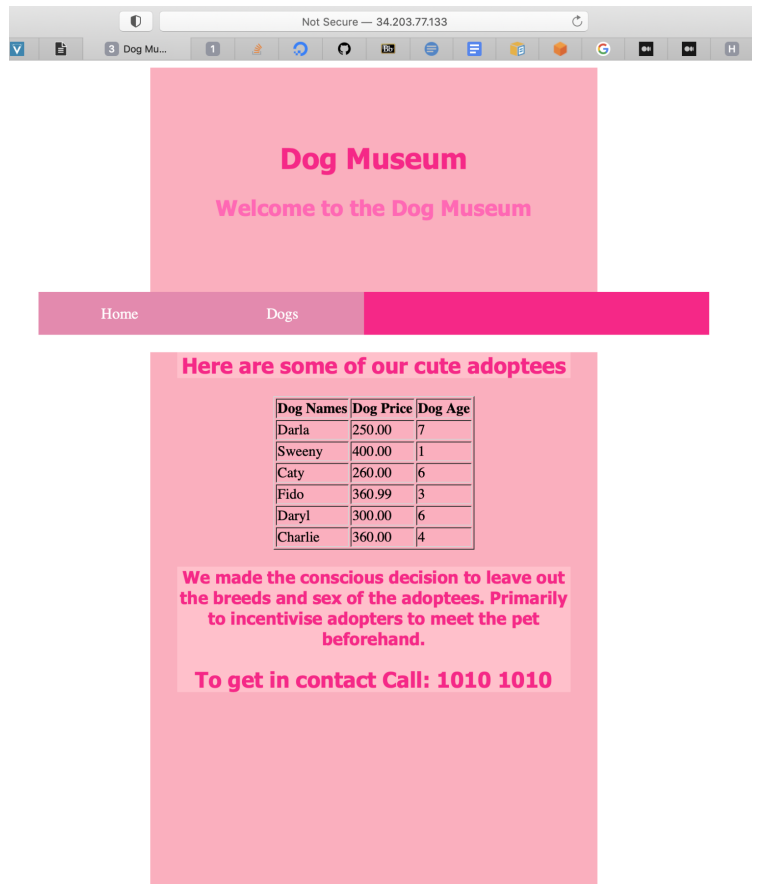 Not Secure — 34.203.77.133
3 Dog Mu...
1
Bb
G
H
Dog Museum
Welcome to the Dog Museum
Home Dogs
Here are some of our cute adoptees
Dog Names Dog Price Dog Age
Darla 250.00 7
Sweeny 400.00 1
Caty 260.00 6
Fido 360.99 3
Daryl 300.00 6
Charlie 360.00 4
We made the conscious decision to leave out
the breeds and sex of the adoptees. Primarily
to incentivise adopters to meet the pet
beforehand.
To get in contact Call: 1010 1010